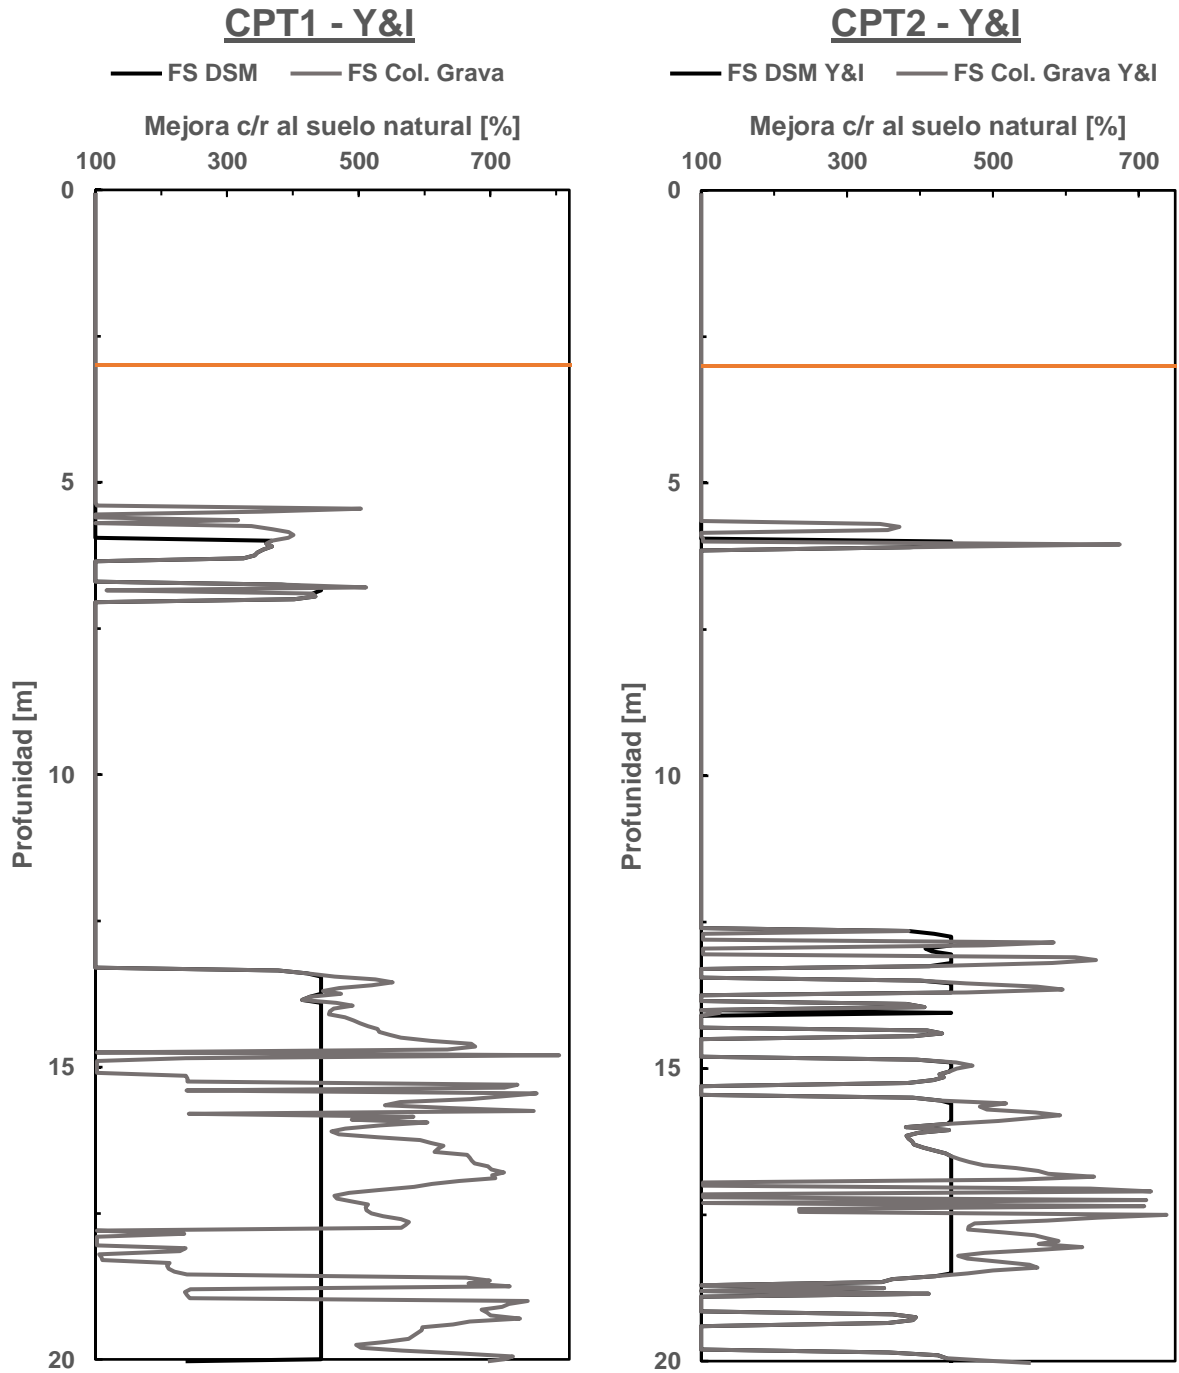 CPT1 - Y&I
FS DSM FS Col. Grava
Mejora c/r al suelo natural [%]
100 300 500 700
0
5
10
15
20
Profunidad [m]
CPT2 - Y&I
FS DSM Y&I FS Col. Grava Y&I
Mejora c/r al suelo natural [%]
100 300 500 700
0
5
10
15
20
Profunidad [m]